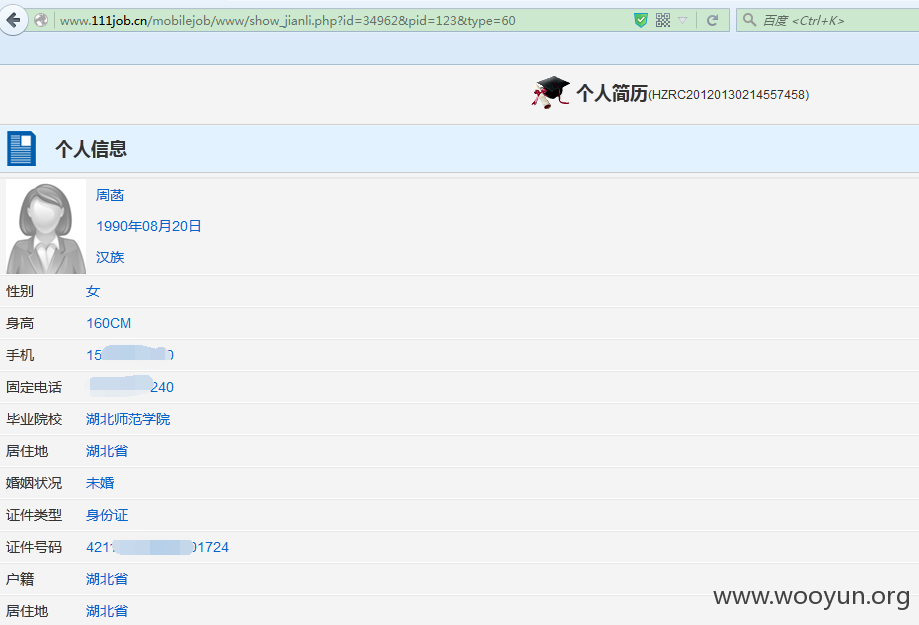 www.111job.cn/mobilejob/www/show_jianli.php?id=34962&pid=123&type=60
百度 <Ctrl+K>
个人简历(HZRC20120130214557458)
个人信息
周菡
1990年08月20日
汉族
性别 女
身高 160CM
手机 15 0
固定电话 240
毕业院校 湖北师范学院
居住地 湖北省
婚姻状况 未婚
证件类型 身份证
证件号码 421 01724
户籍 湖北省
居住地 湖北省
www.wooyun.org